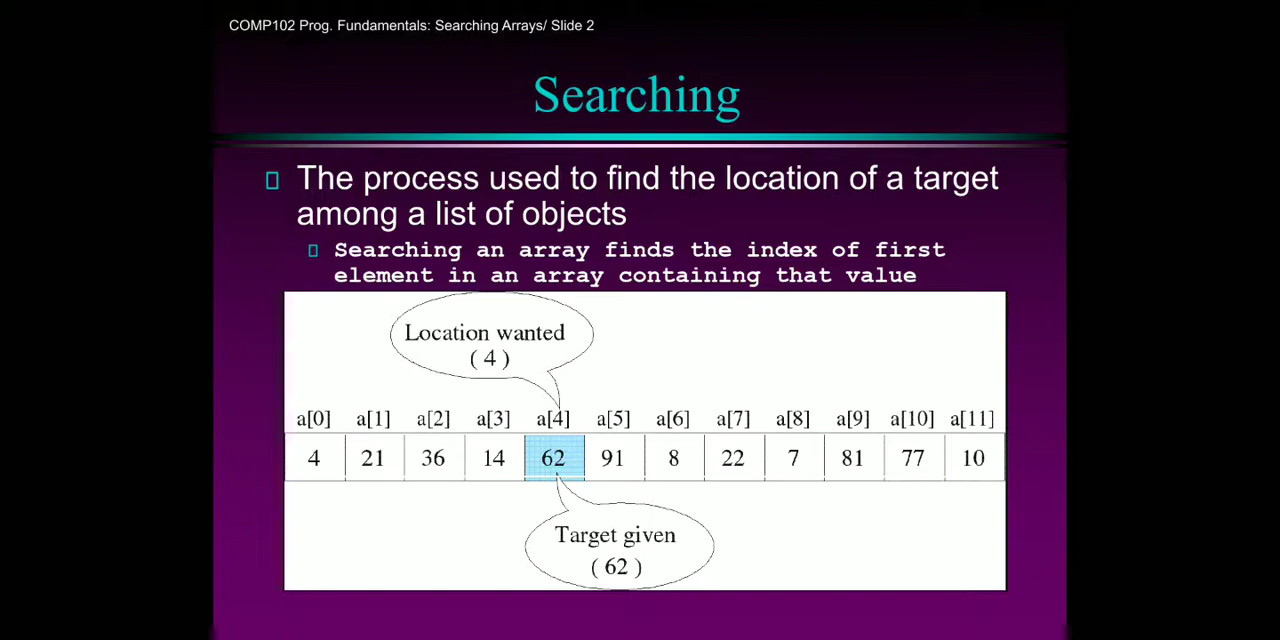 COMP102 Prog. Fundamentals: Searching Arrays/ Slide 2
Searching
The process used to find the location of a target
among a list of objects
Searching an array finds the index of first
element in an array containing that value
Location wanted
( 4 )
a[0] a[1] a[2] a[3] a[4] a[5] a[6] a[7] a[8] a[9] a[10] a[11]
4 21 36 14 62 91 8 22 7 81 77 10
Target given
( 62 )